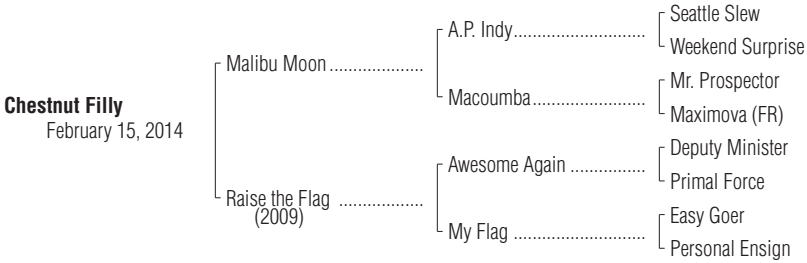 Seattle Slew
A.P. Indy............................
Weekend Surprise
Malibu Moon....................
Mr. Prospector
Macoumba........................
Maximova (FR)
Chestnut Filly
February 15, 2014
Deputy Minister
Awesome Again ................
Primal Force
Raise the Flag ..................
(2009)
Easy Goer
My Flag ............................
Personal Ensign